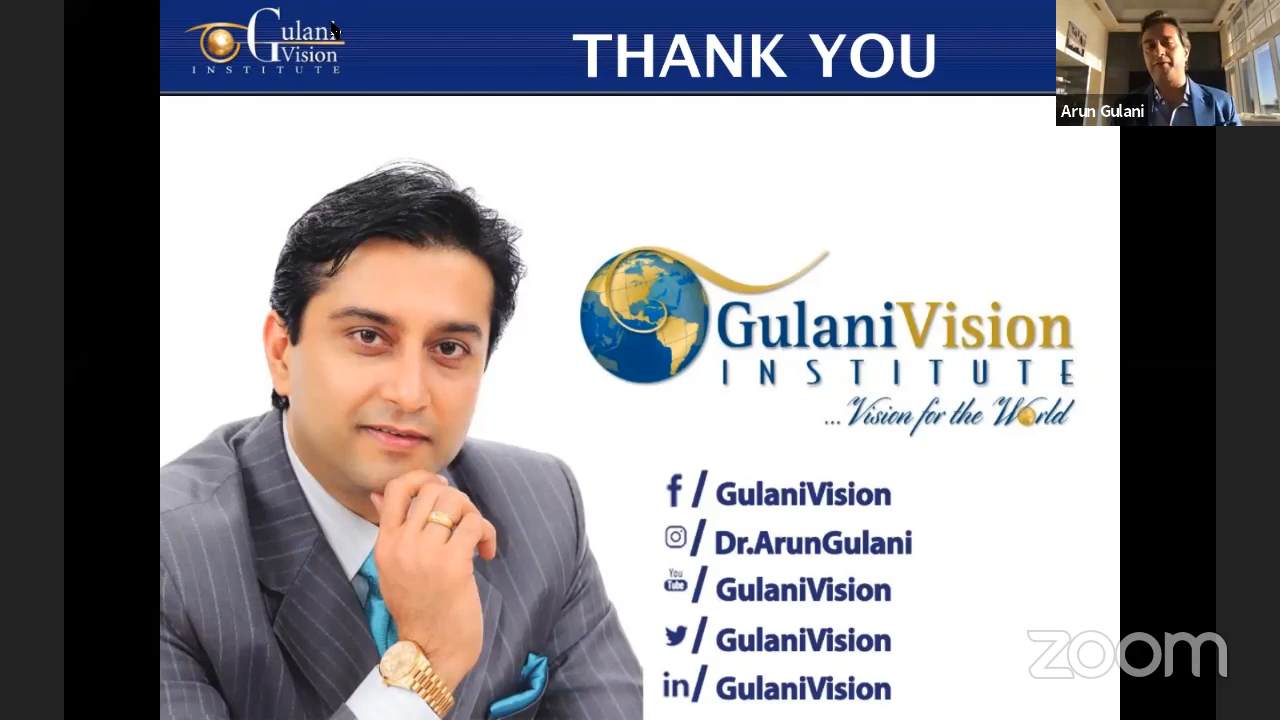 Gulani
Vision
INSTITUTE
THANK YOU
Arun Gulani
GulaniVision
INSTITUTE
... Vision for the World
f / GulaniVision
/ Dr.ArunGulani
You Tube / GulaniVision
/ GulaniVision
in / GulaniVision
zoom